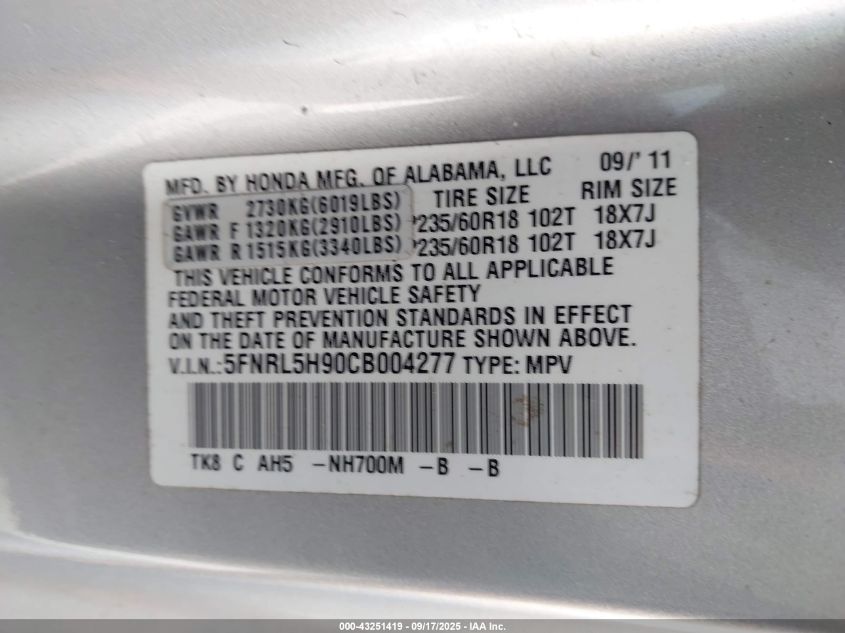 MFD. BY HONDA MFG. OF ALABAMA, LLC 09/' 11
GVWR 2730KG(6019LBS) TIRE SIZE RIM SIZE
GAWR F 1320KG(2910LBS) P235/60R18 102T 18X7J
GAWR R 1515KG(3340LBS) P235/60R18 102T 18X7J
THIS VEHICLE CONFORMS TO ALL APPLICABLE
FEDERAL MOTOR VEHICLE SAFETY
AND THEFT PREVENTION STANDARDS IN EFFECT
ON THE DATE OF MANUFACTURE SHOWN ABOVE.
V.I.N.:5FNRL5H90CB004277 TYPE: MPV
TK8 C AH5 -NH700M -B -B
000-43251419 - 09/17/2025 - IAA Inc.